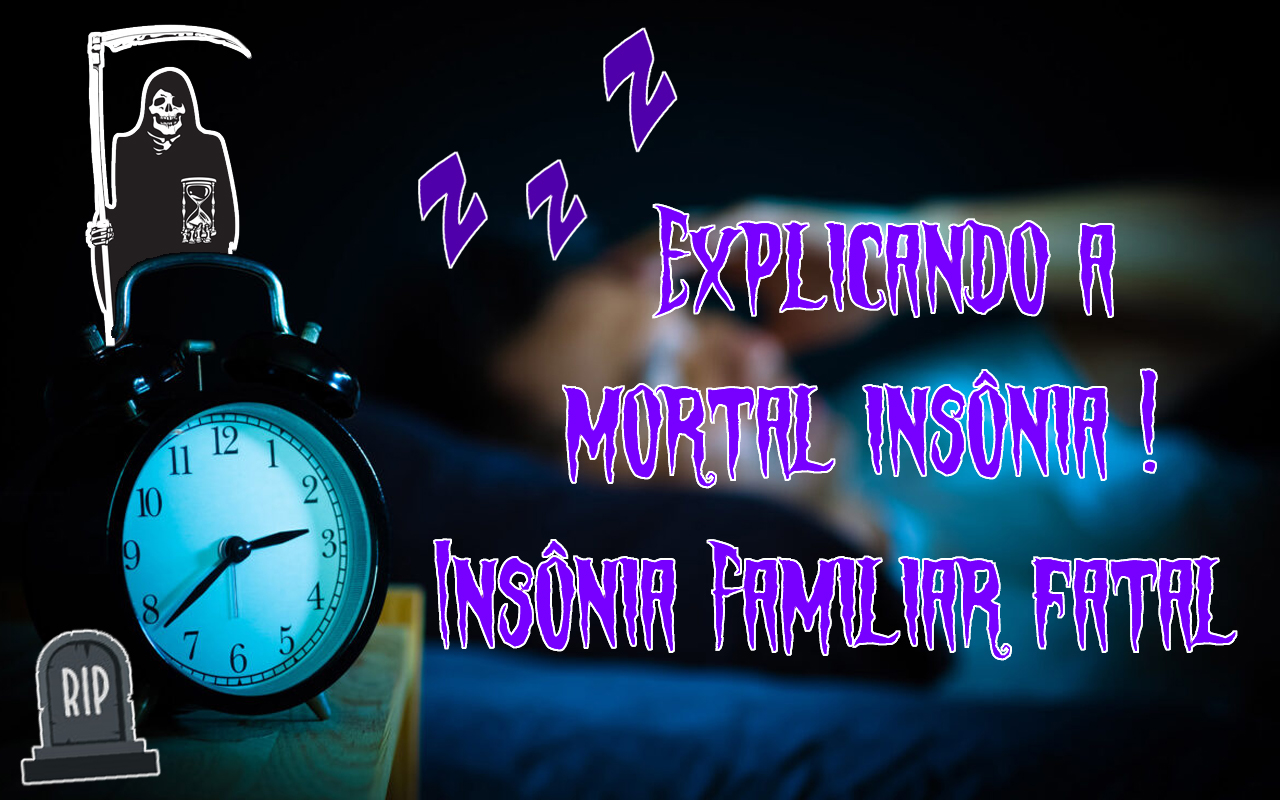 Z
Z Z
Explicando a
mortal insônia !
Insônia Familiar fatal
12
11 1
10 2
9 3
8 4
7 5
6
RIP